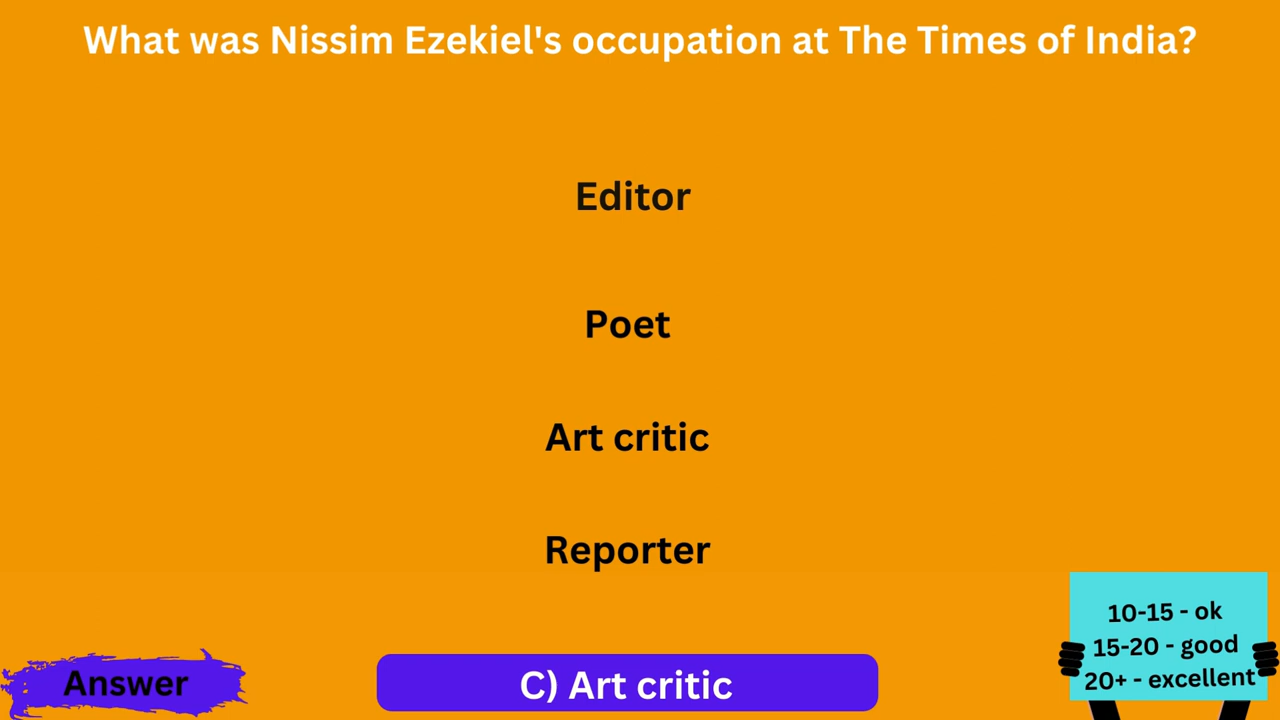 What was Nissim Ezekiel's occupation at The Times of India?
Editor
Poet
Art critic
Reporter
Answer
C) Art critic
10-15 - ok
15-20 - good
20+ - excellent